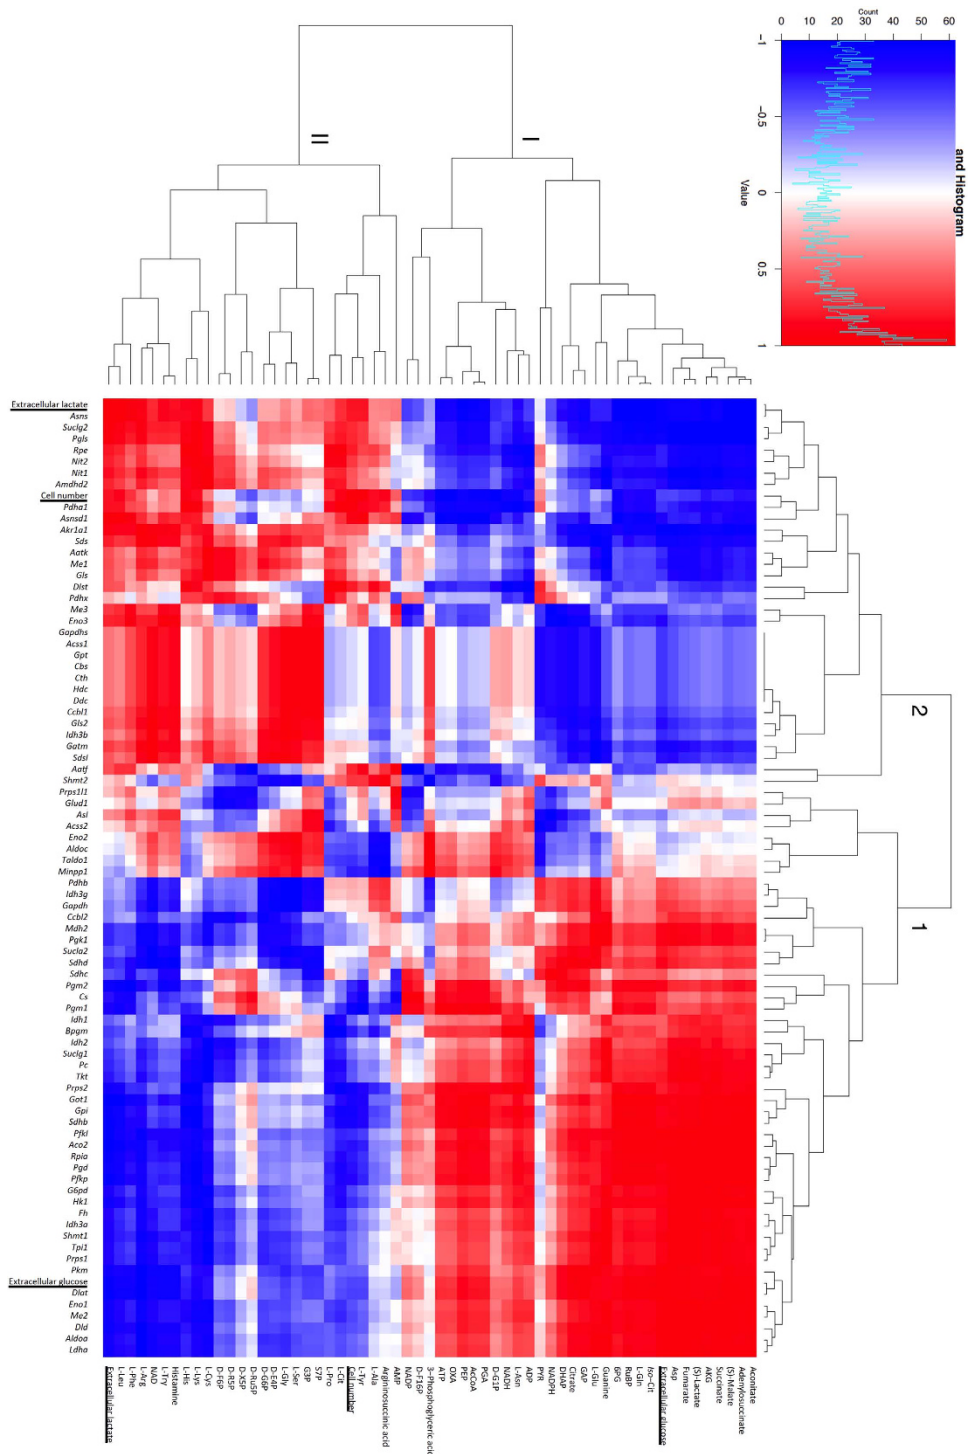 Count
0 10 20 30 40 50 60
and Histogram
Value
-1
-0.5
0
0.5
1
I
II
2
1
Extracellular lactate
Asns
Suclg2
Pgls
Rpe
Nit2
Nit1
Amdhd2
Cell number
Pdha1
Asnsd1
Akr1a1
Sds
Aatk
Me1
Gls
Dlst
Pdhx
Me3
Eno3
Gapdhs
Acss1
Gpt
Cbs
Cth
Hdc
Ddc
Ccbl1
Gls2
Idh3b
Gatm
Sdsl
Aatf
Shmt2
Prps1l1
Glud1
Asl
Acss2
Eno2
Aldoc
Taldo1
Minpp1
Pdhb
Idh3g
Gapdh
Ccbl2
Mdh2
Pgk1
Sucla2
Sdhd
Sdhc
Pgm2
Cs
Pgm1
Idh1
Bpgm
Idh2
Suclg1
Pc
Tkt
Prps2
Got1
Gpi
Sdhb
Pfkl
Aco2
Rpia
Pgd
Pfkp
G6pd
Hk1
Fh
Idh3a
Shmt1
Tpi1
Prps1
Pkm
Extracellular glucose
Dlat
Eno1
Me2
Dld
Aldoa
Ldha
Extracellular lactate
L-Leu
L-Phe
L-Arg
NAD
L-Try
Histamine
L-His
L-Lys
L-Cys
D-F6P
D-R5P
D-X5P
D-Ru5P
D-G6P
D-E4P
L-Gly
L-Ser
G3P
S7P
L-Pro
L-Cit
Cell number
L-Tyr
L-Ala
Argininosuccinic acid
AMP
NADP
D-F16P
3-Phosphoglyceric acid
ATP
OXA
PEP
AcCoA
PGA
D-G1P
NADH
L-Asn
ADP
PYR
NADPH
DHAP
Citrate
GAP
L-Glu
Guanine
6PG
RuBP
L-Gln
Iso-Cit
Extracellular glucose
Asp
Fumarate
(S)-Lactate
AKG
Succinate
(S)-Malate
Adenylosuccinate
Aconitate